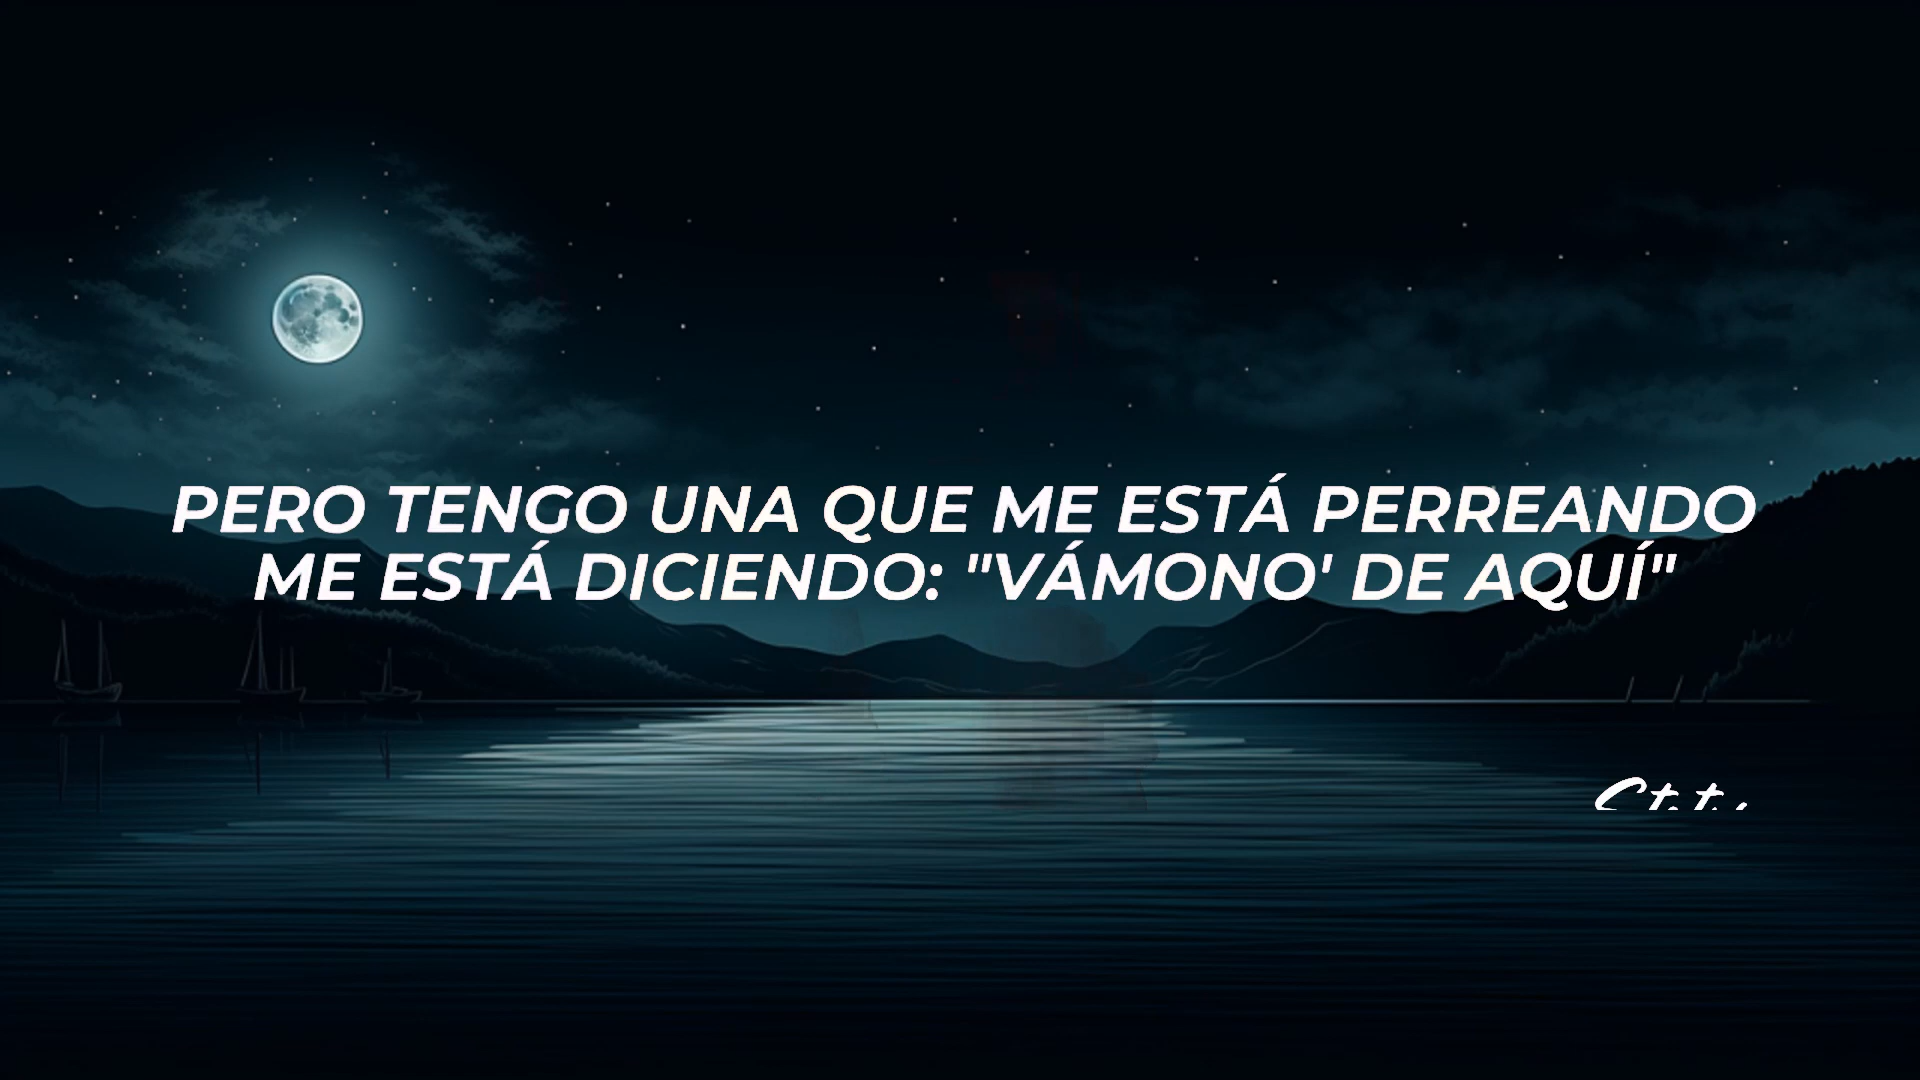 PERO TENGO UNA QUE ME ESTÁ PERREANDO
ME ESTÁ DICIENDO: "VÁMONO' DE AQUÍ"